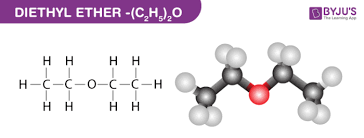 DIETHYL ETHER -(C₂H₅)₂O
BYJU'S
The Learning App
H H H H
H–C–C–O–C–C–H
H H H H